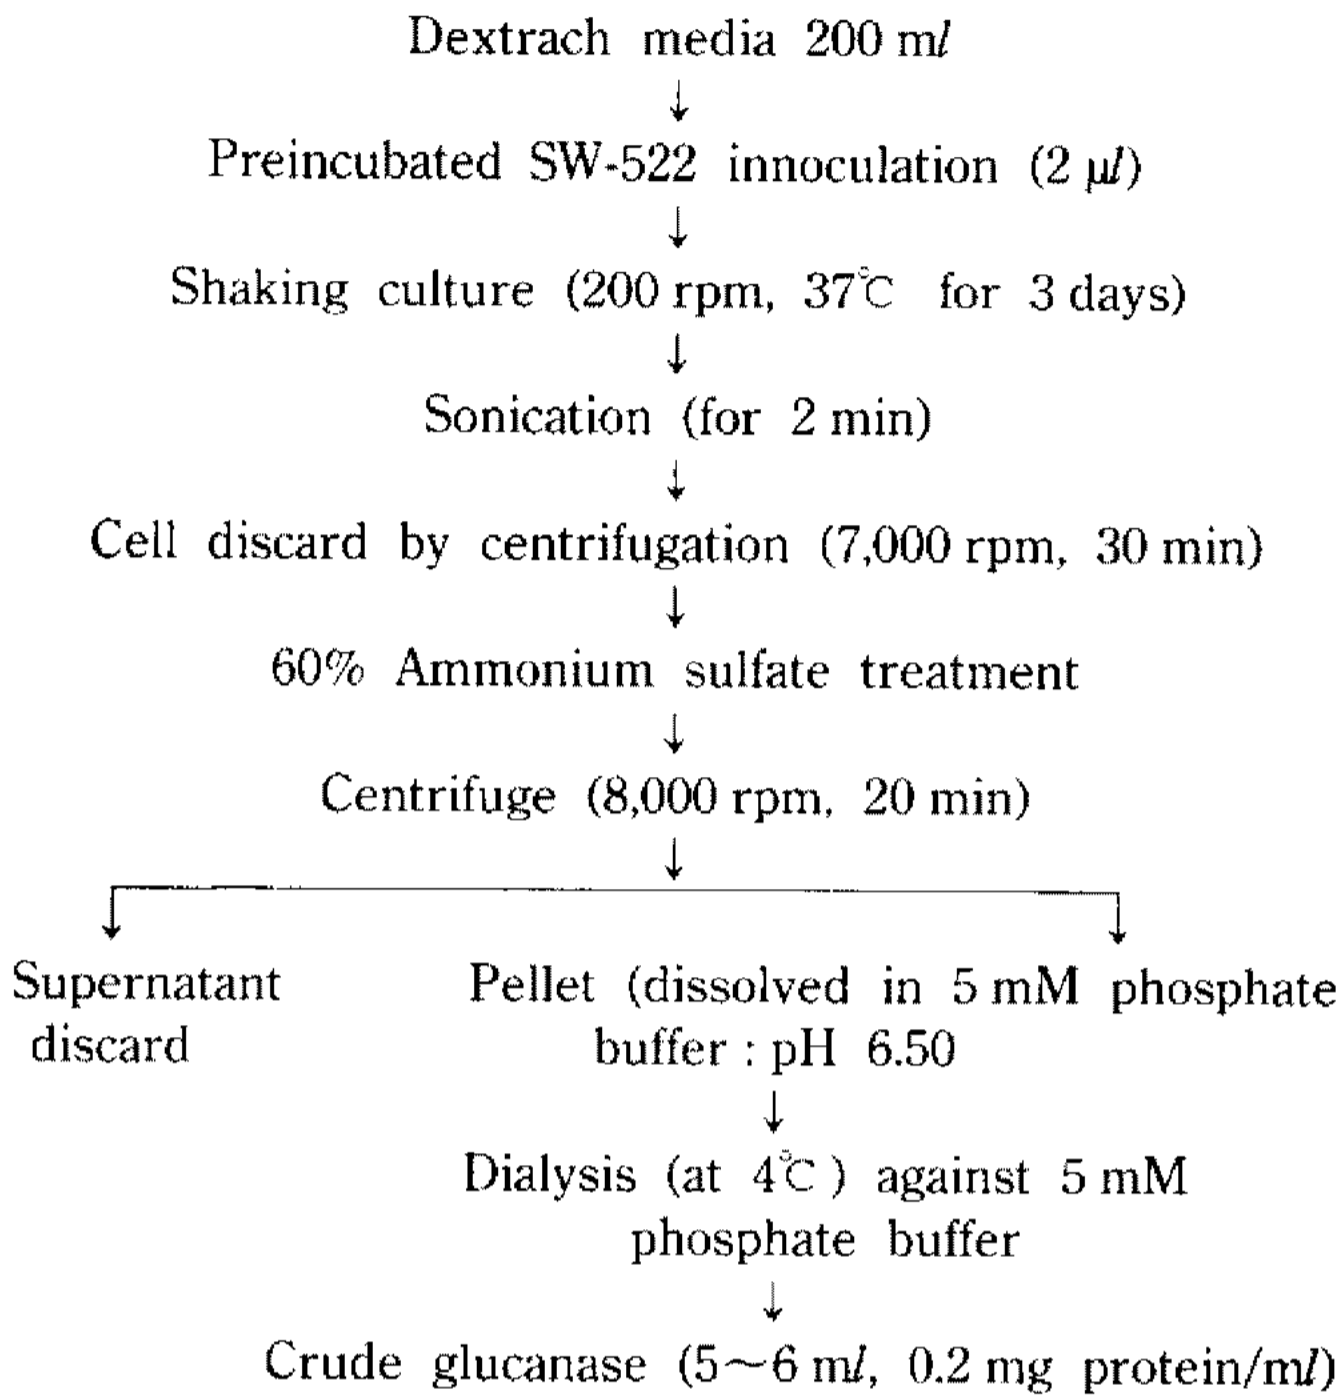 Dextrach media 200 ml
↓
Preincubated SW-522 innoculation (2 μl)
↓
Shaking culture (200 rpm, 37℃ for 3 days)
↓
Sonication (for 2 min)
↓
Cell discard by centrifugation (7,000 rpm, 30 min)
↓
60% Ammonium sulfate treatment
↓
Centrifuge (8,000 rpm, 20 min)
↓
Supernatant
discard
Pellet (dissolved in 5 mM phosphate
buffer : pH 6.50
↓
Dialysis (at 4℃) against 5 mM
phosphate buffer
↓
Crude glucanase (5~6 ml, 0.2 mg protein/ml)